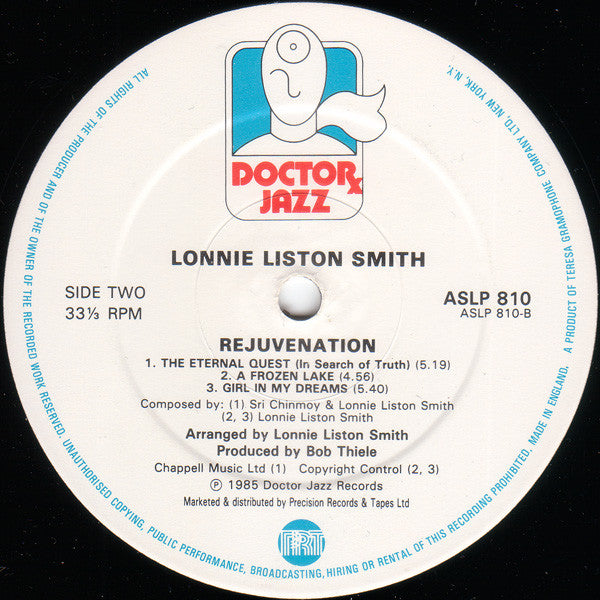 DOCTOR℞
JAZZ
LONNIE LISTON SMITH
SIDE TWO
33⅓ RPM
ASLP 810
ASLP 810-B
REJUVENATION
1. THE ETERNAL QUEST (In Search of Truth) (5.19)
2. A FROZEN LAKE (4.56)
3. GIRL IN MY DREAMS (5.40)
Composed by: (1) Sri Chinmoy & Lonnie Liston Smith
(2, 3) Lonnie Liston Smith
Arranged by Lonnie Liston Smith
Produced by Bob Thiele
Chappell Music Ltd (1) Copyright Control (2, 3)
℗ 1985 Doctor Jazz Records
Marketed & distributed by Precision Records & Tapes Ltd
PRT
ALL RIGHTS OF THE PRODUCER AND OF THE OWNER OF THE RECORDED WORK RESERVED. UNAUTHORISED COPYING, PUBLIC PERFORMANCE, BROADCASTING, HIRING OR RENTAL OF THIS RECORDING PROHIBITED. MADE IN ENGLAND. A PRODUCT OF TERESA GRAMOPHONE COMPANY LTD, NEW YORK, N.Y.